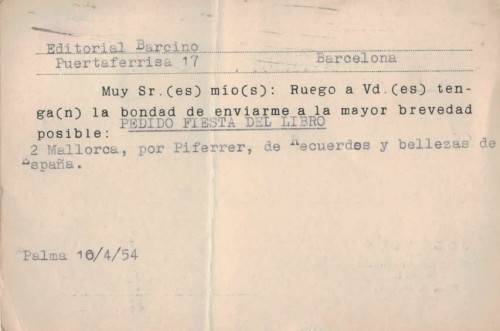 Editorial Barcino
Puertaferrisa 17 Barcelona
Muy Sr.(es) mío(s): Ruego a Vd.(es) ten-
ga(n) la bondad de enviarme a la mayor brevedad
posible:
PEDIDO FIESTA DEL LIBRO
2 Mallorca, por Piferrer, de Recuerdos y bellezas de
España.
Palma 10/4/54